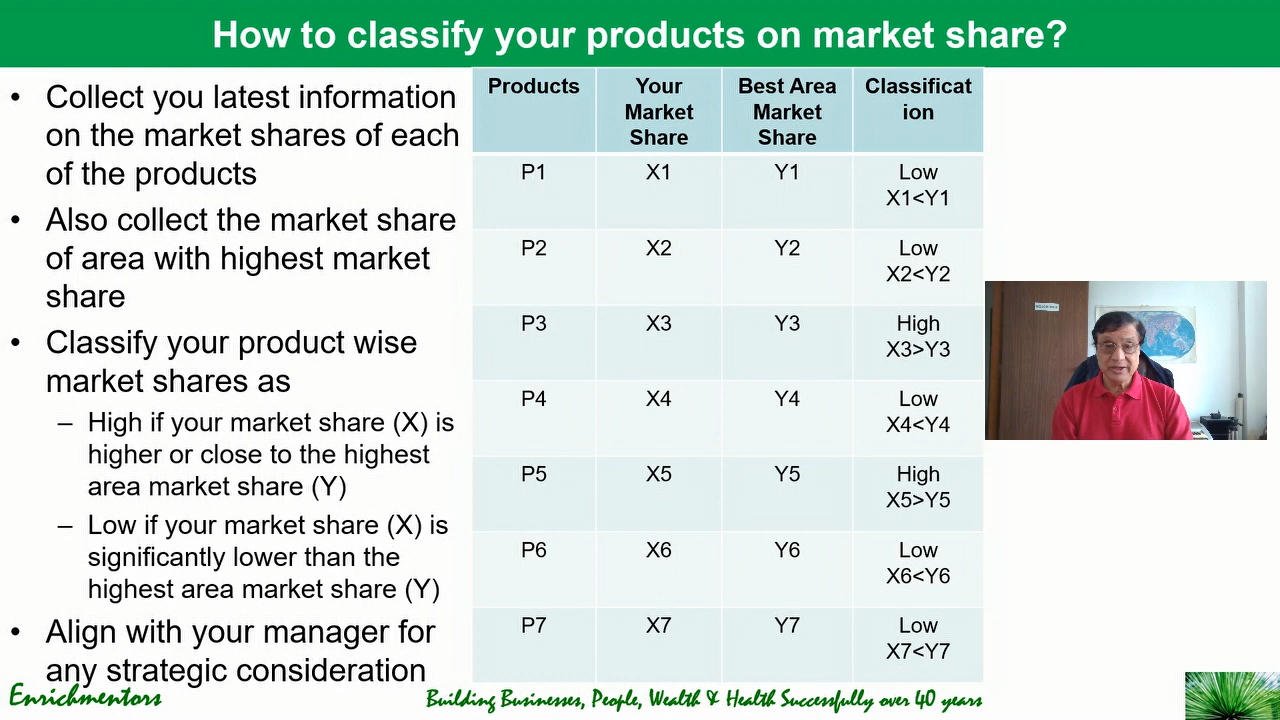 How to classify your products on market share?
• Collect you latest information
on the market shares of each
of the products
• Also collect the market share
of area with highest market
share
• Classify your product wise
market shares as
– High if your market share (X) is
higher or close to the highest
area market share (Y)
– Low if your market share (X) is
significantly lower than the
highest area market share (Y)
• Align with your manager for
any strategic consideration
Products
Your
Market
Share
Best Area
Market
Share
Classificat
ion
P1
X1
Y1
Low
X1<Y1
P2
X2
Y2
Low
X2<Y2
P3
X3
Y3
High
X3>Y3
P4
X4
Y4
Low
X4<Y4
P5
X5
Y5
High
X5>Y5
P6
X6
Y6
Low
X6<Y6
P7
X7
Y7
Low
X7<Y7
Enrichmentors
Building Businesses, People, Wealth & Health Successfully over 40 years